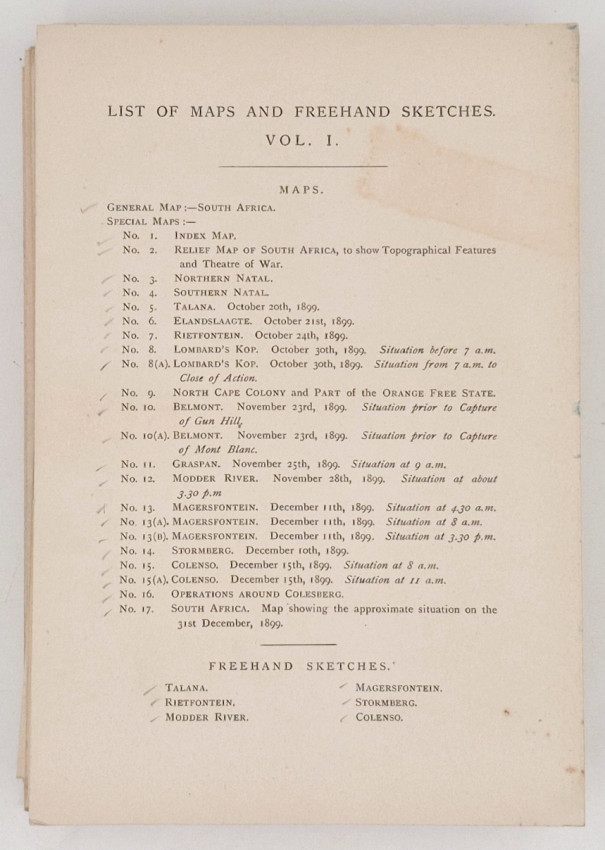 LIST OF MAPS AND FREEHAND SKETCHES.
VOL. I.
MAPS.
GENERAL MAP :—SOUTH AFRICA.
SPECIAL MAPS :—
No. 1. INDEX MAP.
No. 2. RELIEF MAP OF SOUTH AFRICA, to show Topographical Features
and Theatre of War.
No. 3. NORTHERN NATAL.
No. 4. SOUTHERN NATAL.
No. 5. TALANA. October 20th, 1899.
No. 6. ELANDSLAAGTE. October 21st, 1899.
No. 7. RIETFONTEIN. October 24th, 1899.
No. 8. LOMBARD'S KOP. October 30th, 1899. Situation before 7 a.m.
No. 8(A). LOMBARD'S KOP. October 30th, 1899. Situation from 7 a.m. to
Close of Action.
No. 9. NORTH CAPE COLONY and PART of the ORANGE FREE STATE.
No. 10. BELMONT. November 23rd, 1899. Situation prior to Capture
of Gun Hill.
No. 10(A). BELMONT. November 23rd, 1899. Situation prior to Capture
of Mont Blanc.
No. 11. GRASPAN. November 25th, 1899. Situation at 9 a.m.
No. 12. MODDER RIVER. November 28th, 1899. Situation at about
3.30 p.m
No. 13. MAGERSFONTEIN. December 11th, 1899. Situation at 4.30 a.m.
No. 13(A). MAGERSFONTEIN. December 11th, 1899. Situation at 8 a.m.
No. 13(B). MAGERSFONTEIN. December 11th, 1899. Situation at 3.30 p.m.
No. 14. STORMBERG. December 10th, 1899.
No. 15. COLENSO. December 15th, 1899. Situation at 8 a.m.
No. 15(A). COLENSO. December 15th, 1899. Situation at 11 a.m.
No. 16. OPERATIONS AROUND COLESBERG.
No. 17. SOUTH AFRICA. Map showing the approximate situation on the
31st December, 1899.
FREEHAND SKETCHES.
TALANA.
RIETFONTEIN.
MODDER RIVER.
MAGERSFONTEIN.
STORMBERG.
COLENSO.